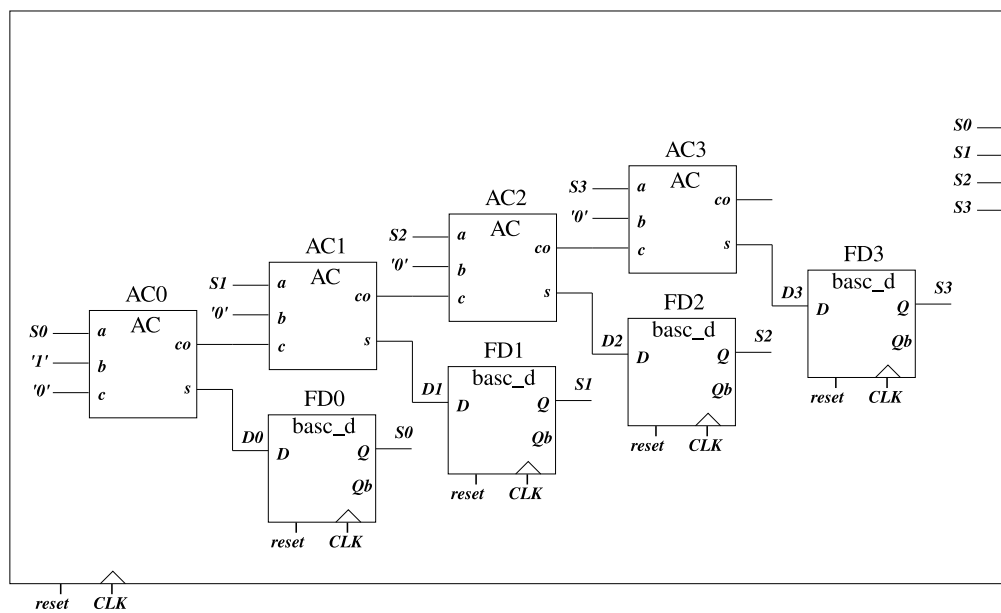 S0
S1
S2
S3
AC3
AC
S3 a
'0' b
c
co
s
AC2
AC
S2 a
'0' b
c
co
s
D3
FD3
basc_d
D Q S3
Qb
reset CLK
AC1
AC
S1 a
'0' b
c
co
s
D2
FD2
basc_d
D Q S2
Qb
reset CLK
AC0
AC
S0 a
'1' b
'0' c
co
s
D1
FD1
basc_d
D Q S1
Qb
reset CLK
D0
FD0
basc_d
D Q S0
Qb
reset CLK
reset CLK